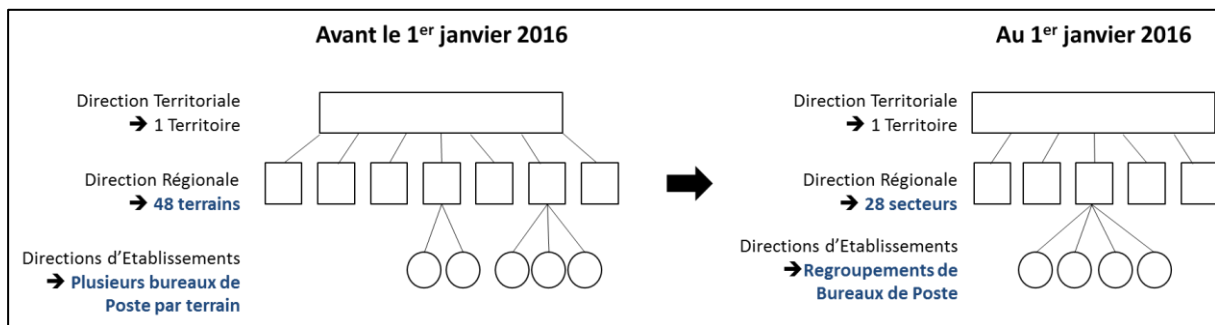 Avant le 1er janvier 2016
Direction Territoriale
➔ 1 Territoire
Direction Régionale
➔ 48 terrains
Directions d’Etablissements
➔ Plusieurs bureaux de
Poste par terrain
Au 1er janvier 2016
Direction Territoriale
➔ 1 Territoire
Direction Régionale
➔ 28 secteurs
Directions d’Etablissements
➔Regroupements de
Bureaux de Poste